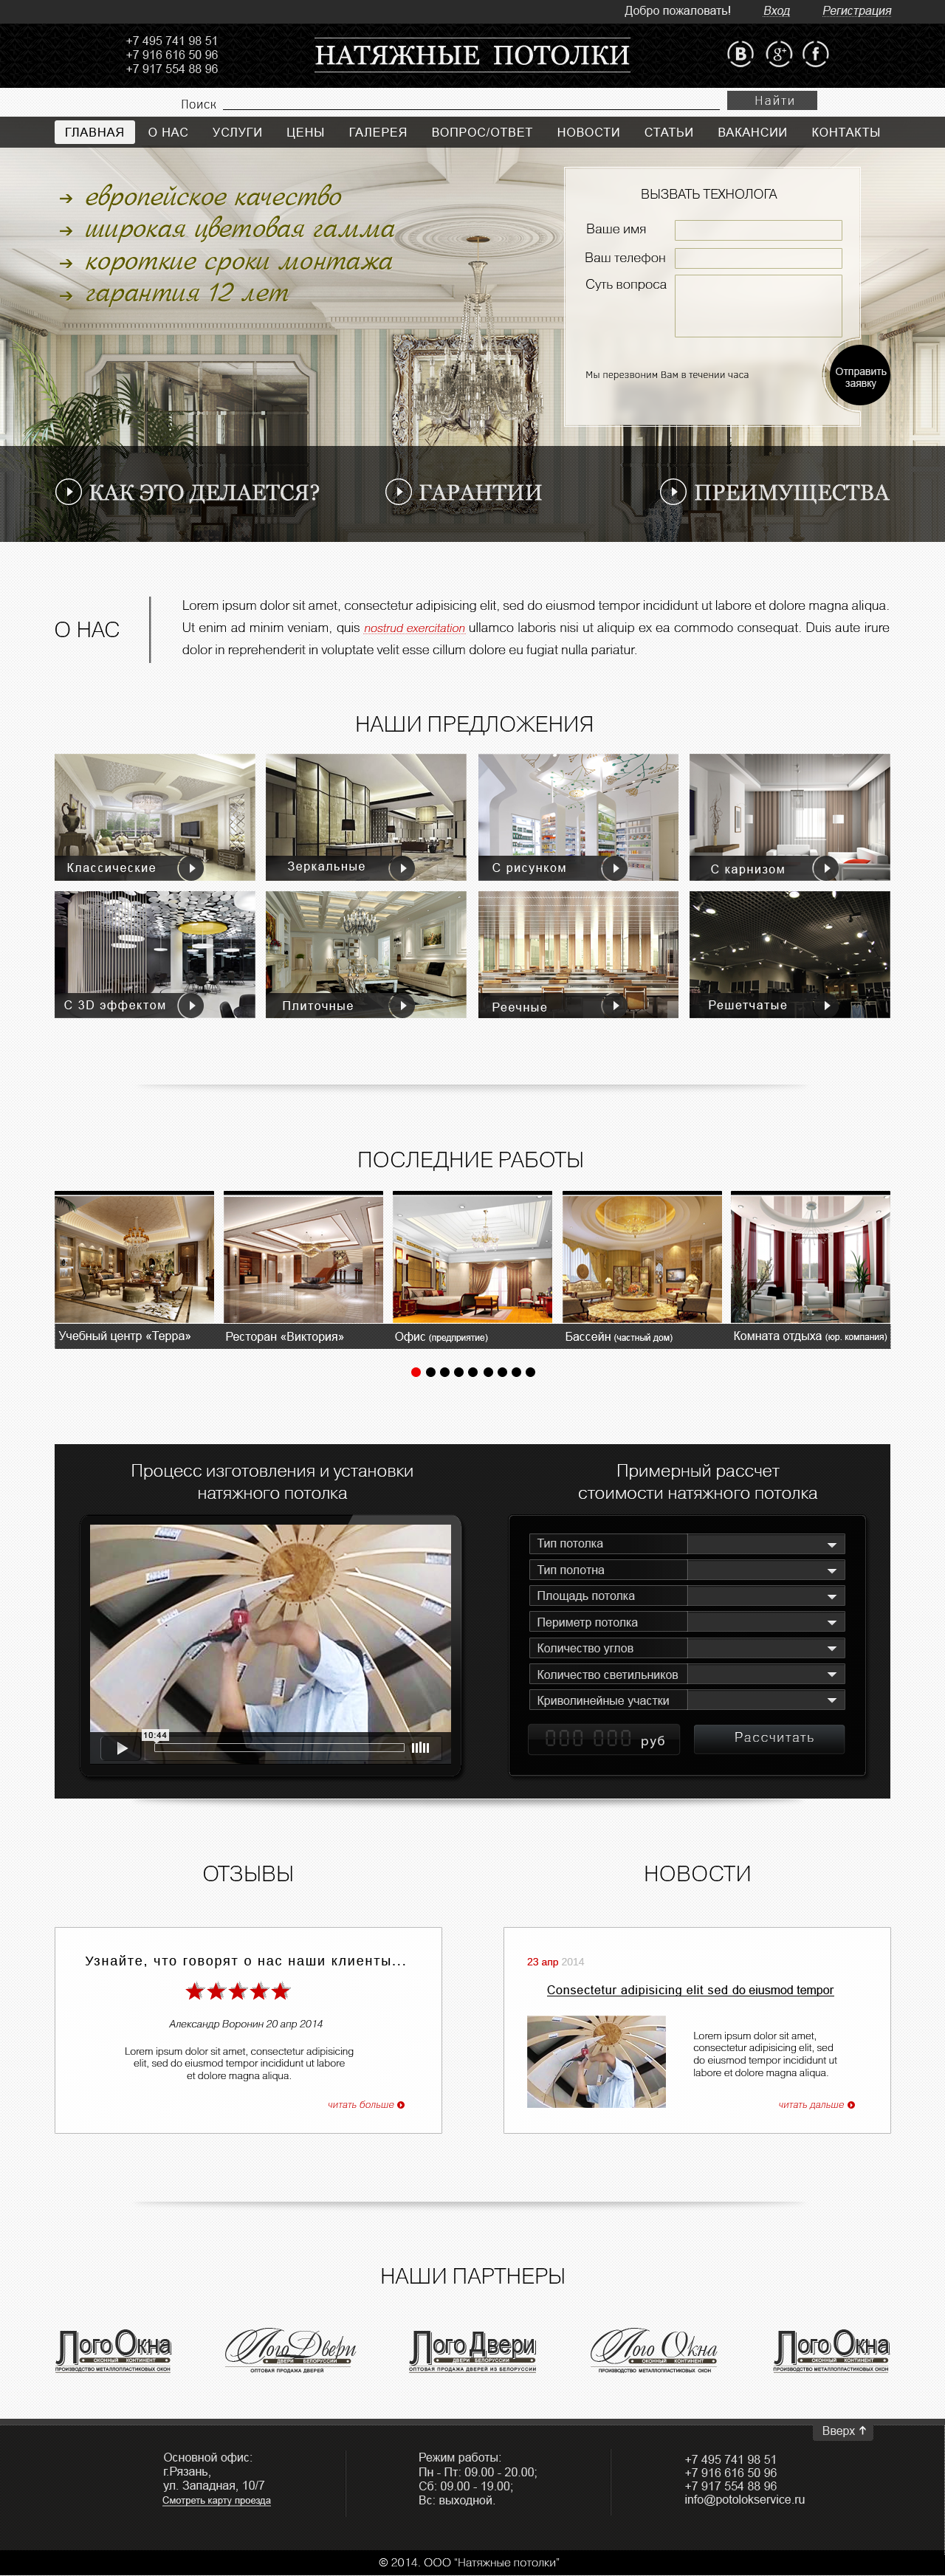 Добро пожаловать! Вход Регистрация
+7 495 741 98 51
+7 916 616 50 96
+7 917 554 88 96
НАТЯЖНЫЕ ПОТОЛКИ
B g+ f
Поиск Найти
ГЛАВНАЯ О НАС УСЛУГИ ЦЕНЫ ГАЛЕРЕЯ ВОПРОС/ОТВЕТ НОВОСТИ СТАТЬИ ВАКАНСИИ КОНТАКТЫ
европейское качество
широкая цветовая гамма
короткие сроки монтажа
гарантия 12 лет
ВЫЗВАТЬ ТЕХНОЛОГА
Ваше имя
Ваш телефон
Суть вопроса
Мы перезвоним Вам в течении часа
Отправить
заявку
КАК ЭТО ДЕЛАЕТСЯ? ГАРАНТИИ ПРЕИМУЩЕСТВА
О НАС
Lorem ipsum dolor sit amet, consectetur adipisicing elit, sed do eiusmod tempor incididunt ut labore et dolore magna aliqua.
Ut enim ad minim veniam, quis nostrud exercitation ullamco laboris nisi ut aliquip ex ea commodo consequat. Duis aute irure
dolor in reprehenderit in voluptate velit esse cillum dolore eu fugiat nulla pariatur.
НАШИ ПРЕДЛОЖЕНИЯ
Классические Зеркальные С рисунком С карнизом
С 3D эффектом Плиточные Реечные Решетчатые
ПОСЛЕДНИЕ РАБОТЫ
Учебный центр «Терра» Ресторан «Виктория» Офис (предприятие) Бассейн (частный дом) Комната отдыха (юр. компания)
Процесс изготовления и установки
натяжного потолка
10:44
Примерный рассчет
стоимости натяжного потолка
Тип потолка
Тип полотна
Площадь потолка
Периметр потолка
Количество углов
Количество светильников
Криволинейные участки
000 000 руб Рассчитать
ОТЗЫВЫ
Узнайте, что говорят о нас наши клиенты...
Александр Воронин 20 апр 2014
Lorem ipsum dolor sit amet, consectetur adipisicing
elit, sed do eiusmod tempor incididunt ut labore
et dolore magna aliqua.
читать больше
НОВОСТИ
23 апр 2014
Consectetur adipisicing elit sed do eiusmod tempor
Lorem ipsum dolor sit amet,
consectetur adipisicing elit, sed
do eiusmod tempor incididunt ut
labore et dolore magna aliqua.
читать дальше
НАШИ ПАРТНЕРЫ
Лого Окна
ОКОННЫЙ КОНТИНЕНТ
ПРОИЗВОДСТВО МЕТАЛЛОПЛАСТИКОВЫХ ОКОН
Лого Двери
ДВЕРИ БЕЛОРУССИИ
ОПТОВАЯ ПРОДАЖА ДВЕРЕЙ
Лого Двери
ДВЕРИ БЕЛОРУССИИ
ОПТОВАЯ ПРОДАЖА ДВЕРЕЙ ИЗ БЕЛОРУССИИ
Лого Окна
ОКОННЫЙ КОНТИНЕНТ
ПРОИЗВОДСТВО МЕТАЛЛОПЛАСТИКОВЫХ ОКОН
Лого Окна
ОКОННЫЙ КОНТИНЕНТ
ПРОИЗВОДСТВО МЕТАЛЛОПЛАСТИКОВЫХ ОКОН
Вверх
Основной офис:
г.Рязань,
ул. Западная, 10/7
Смотреть карту проезда
Режим работы:
Пн - Пт: 09.00 - 20.00;
Сб: 09.00 - 19.00;
Вс: выходной.
+7 495 741 98 51
+7 916 616 50 96
+7 917 554 88 96
info@potolokservice.ru
© 2014. ООО "Натяжные потолки"